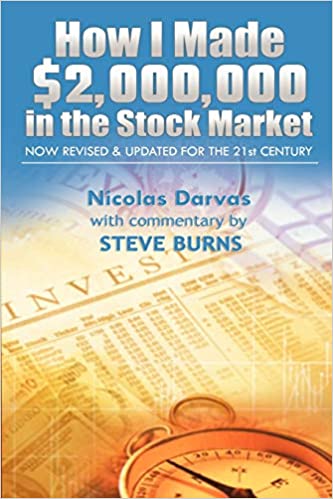 How I Made
$2,000,000
in the Stock Market
NOW REVISED & UPDATED FOR THE 21st CENTURY
Nicolas Darvas
with commentary by
STEVE BURNS
INVEST